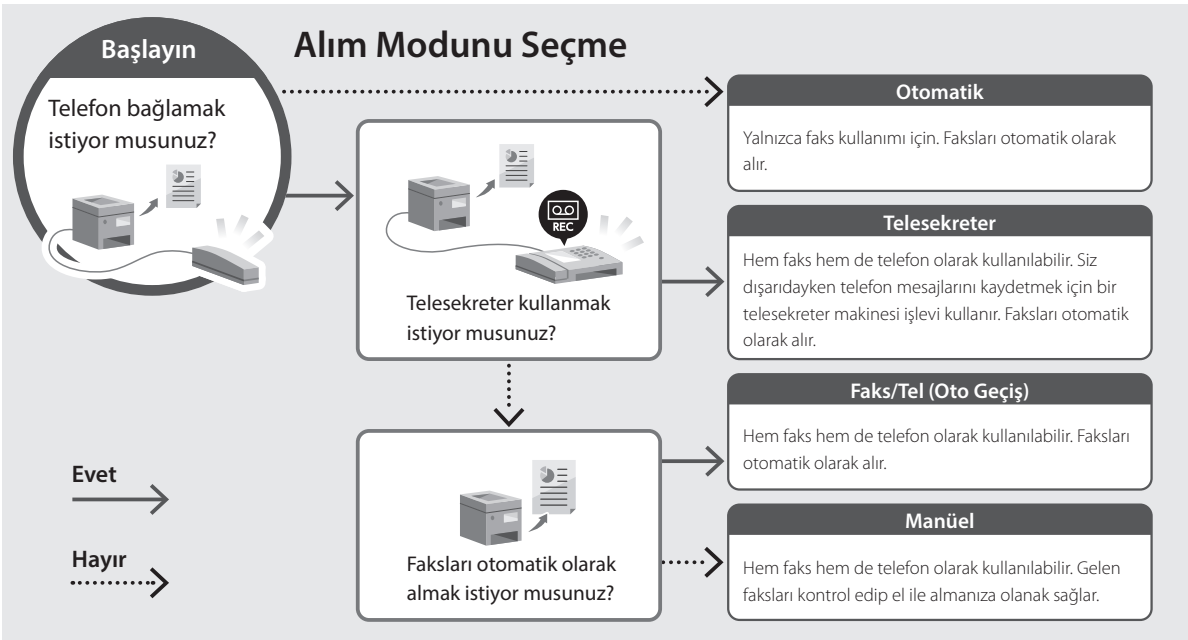 Başlayın
Alım Modunu Seçme
Telefon bağlamak
istiyor musunuz?
REC
Telesekreter kullanmak
istiyor musunuz?
Faksları otomatik olarak
almak istiyor musunuz?
Otomatik
Yalnızca faks kullanımı için. Faksları otomatik olarak
alır.
Telesekreter
Hem faks hem de telefon olarak kullanılabilir. Siz
dışarıdayken telefon mesajlarını kaydetmek için bir
telesekreter makinesi işlevi kullanır. Faksları otomatik
olarak alır.
Faks/Tel (Oto Geçiş)
Hem faks hem de telefon olarak kullanılabilir. Faksları
otomatik olarak alır.
Manüel
Hem faks hem de telefon olarak kullanılabilir. Gelen
faksları kontrol edip el ile almanıza olanak sağlar.
Evet
Hayır